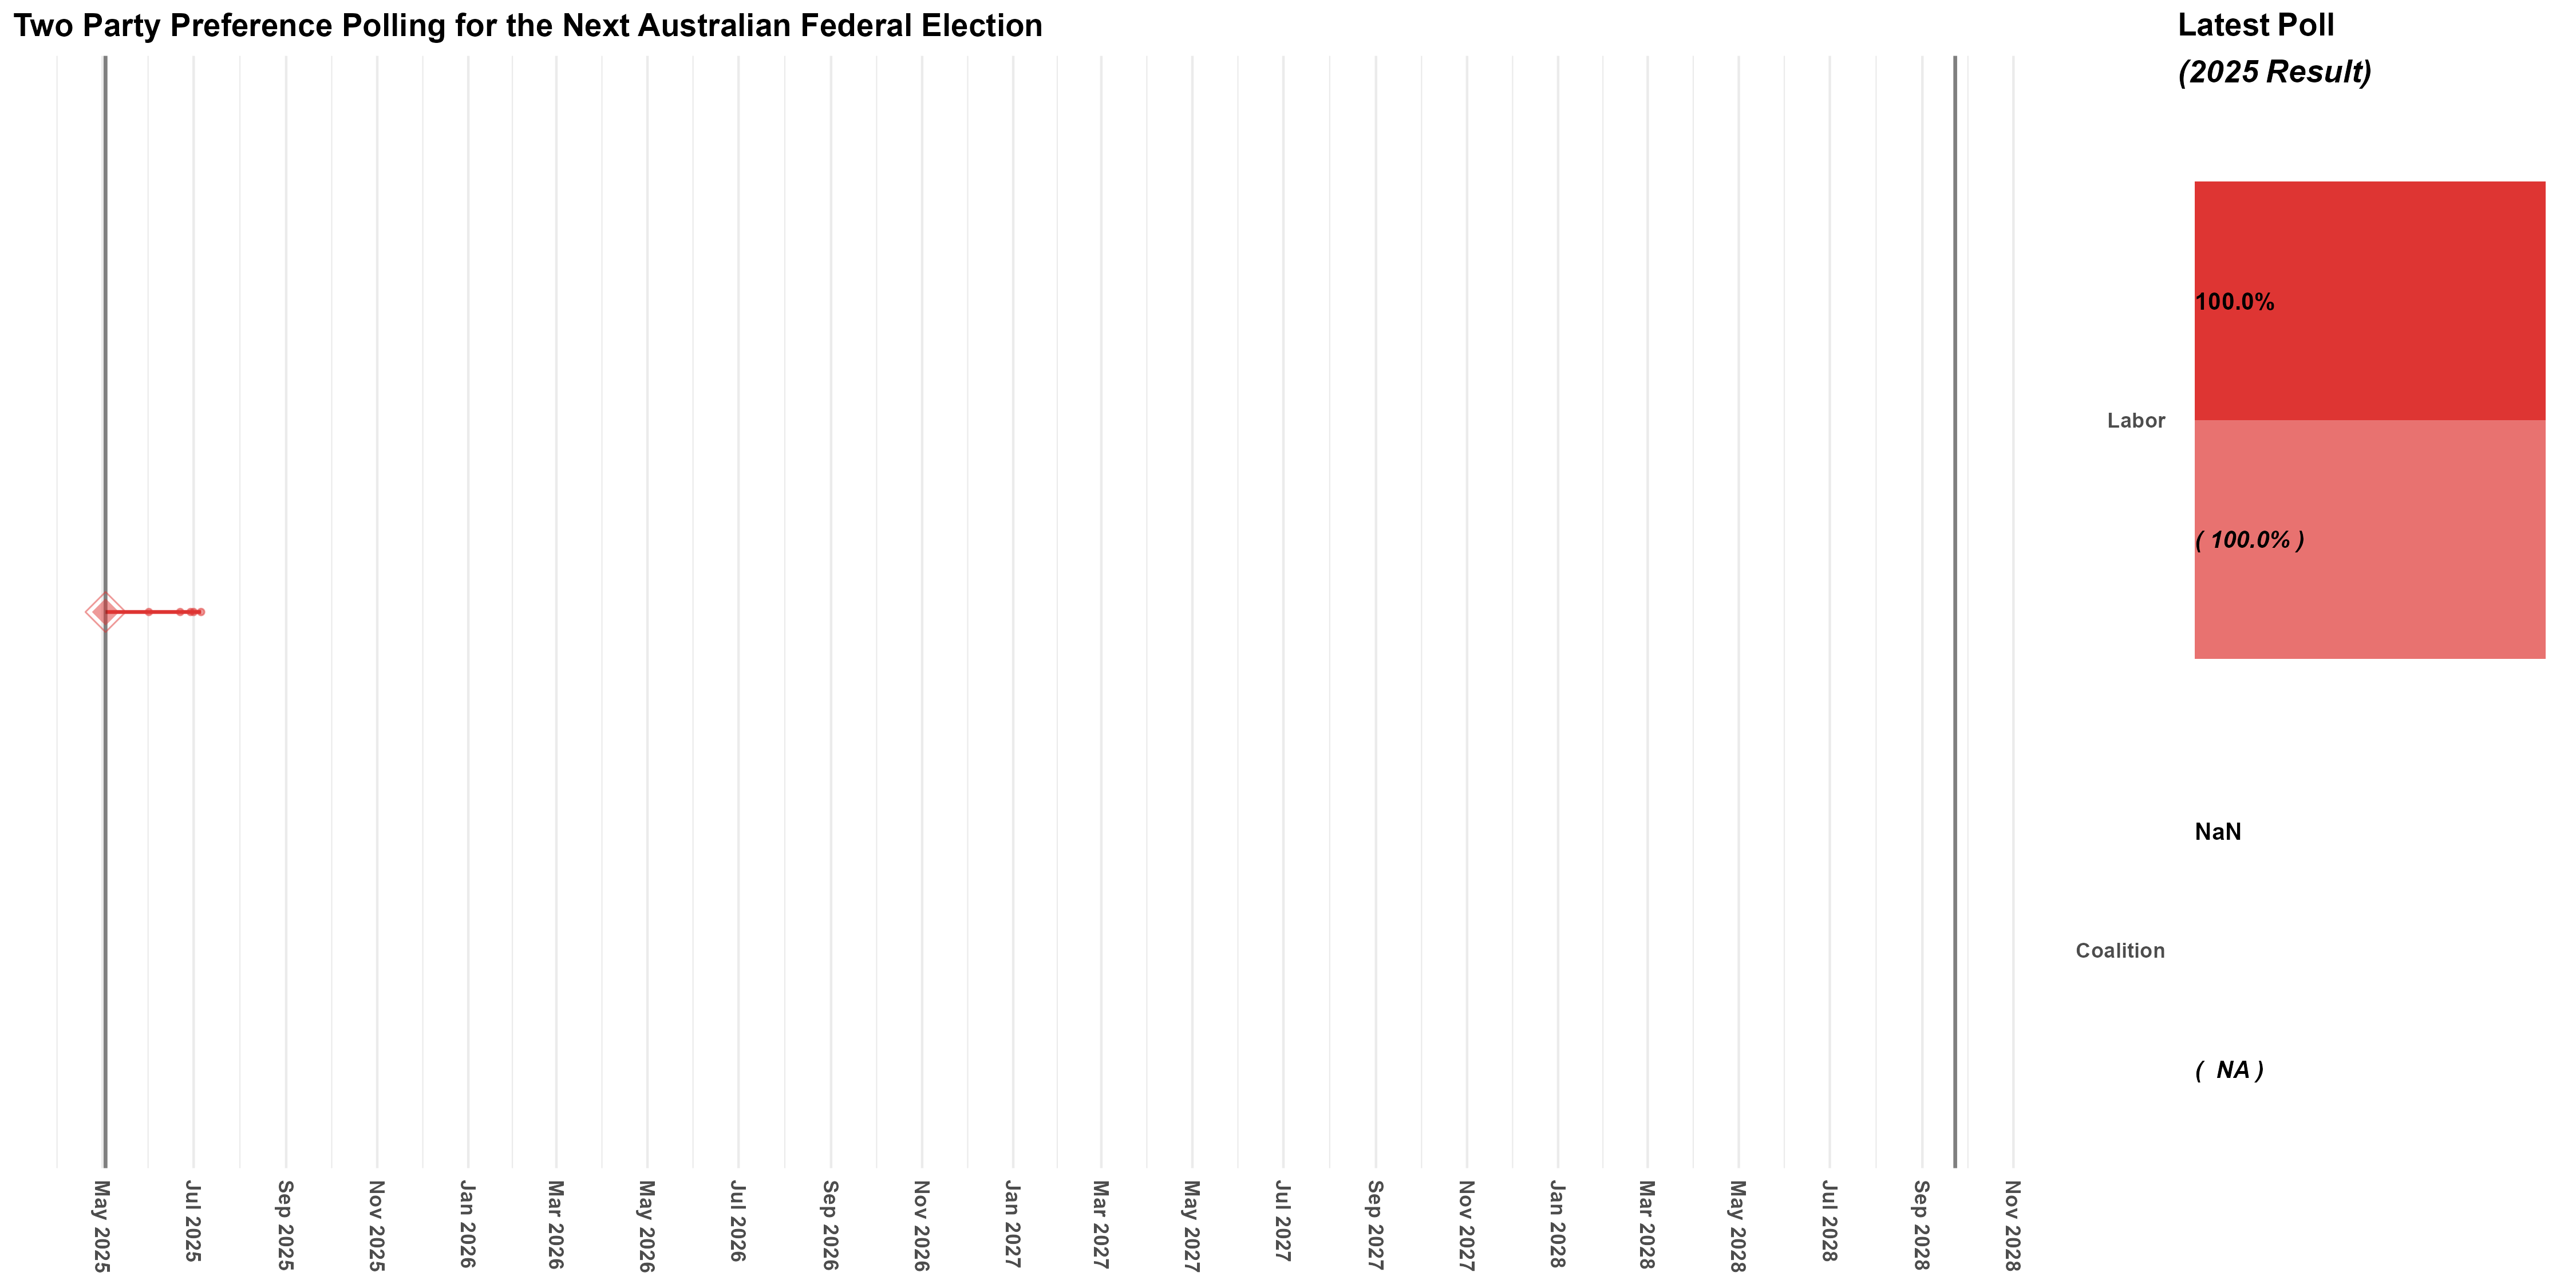 Two Party Preference Polling for the Next Australian Federal Election
Latest Poll
(2025 Result)
100.0%
Labor
( 100.0% )
NaN
Coalition
( NA )
May 2025
Jul 2025
Sep 2025
Nov 2025
Jan 2026
Mar 2026
May 2026
Jul 2026
Sep 2026
Nov 2026
Jan 2027
Mar 2027
May 2027
Jul 2027
Sep 2027
Nov 2027
Jan 2028
Mar 2028
May 2028
Jul 2028
Sep 2028
Nov 2028